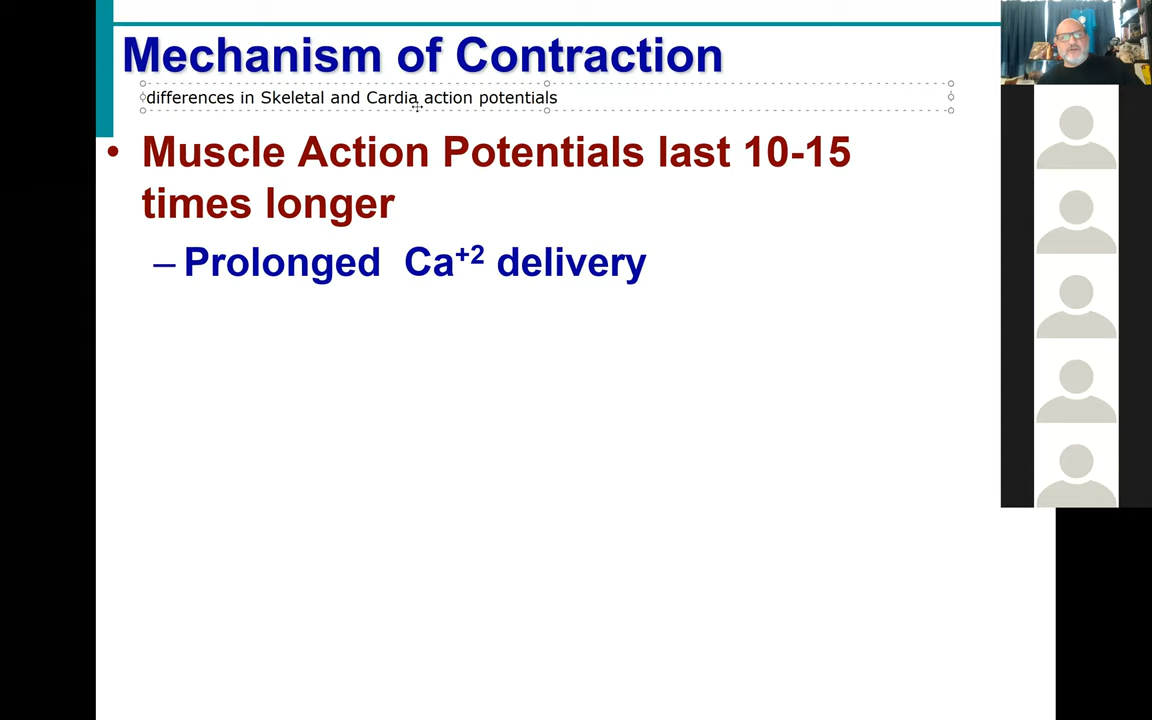 Mechanism of Contraction
differences in Skeletal and Cardia action potentials
• Muscle Action Potentials last 10-15
times longer
– Prolonged Ca⁺² delivery